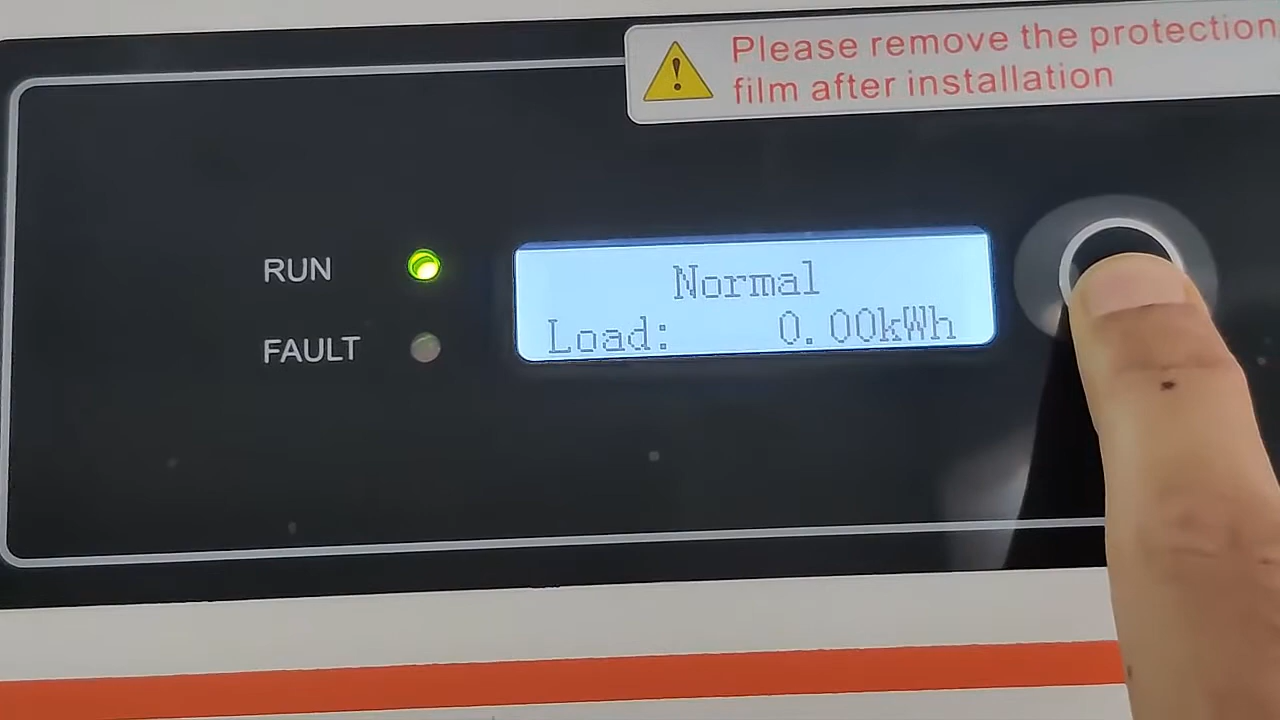 Please remove the protection
film after installation
RUN
FAULT
Normal
Load: 0.00kWh